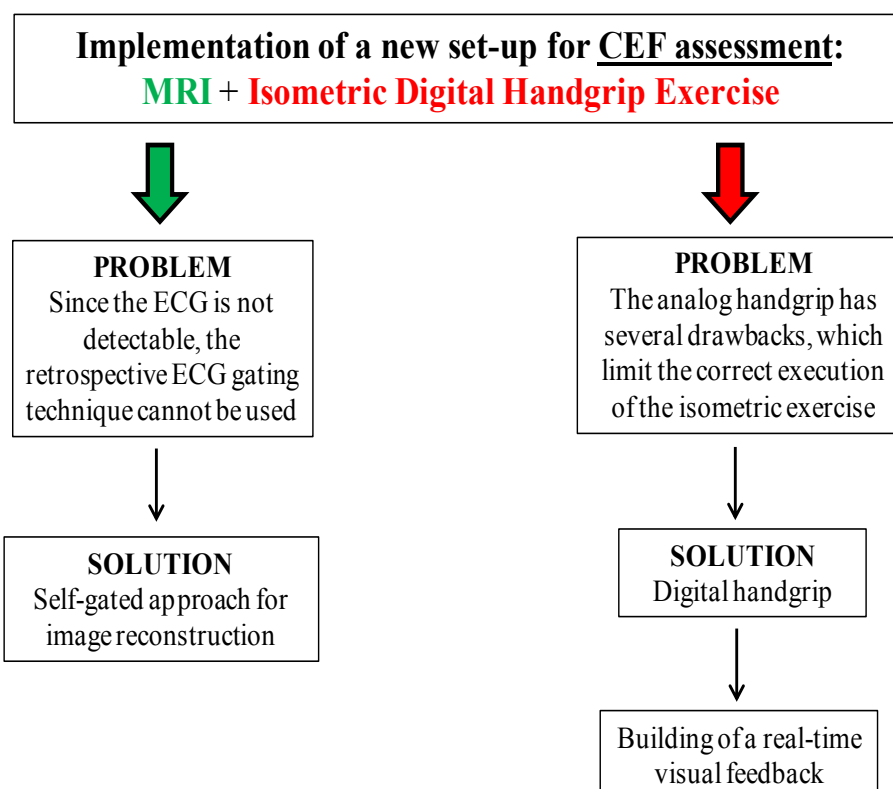 Implementation of a new set-up for CEF assessment:
MRI + Isometric Digital Handgrip Exercise
PROBLEM
Since the ECG is not
detectable, the
retrospective ECG gating
technique cannot be used
SOLUTION
Self-gated approach for
image reconstruction
PROBLEM
The analog handgrip has
several drawbacks, which
limit the correct execution
of the isometric exercise
SOLUTION
Digital handgrip
Building of a real-time
visual feedback